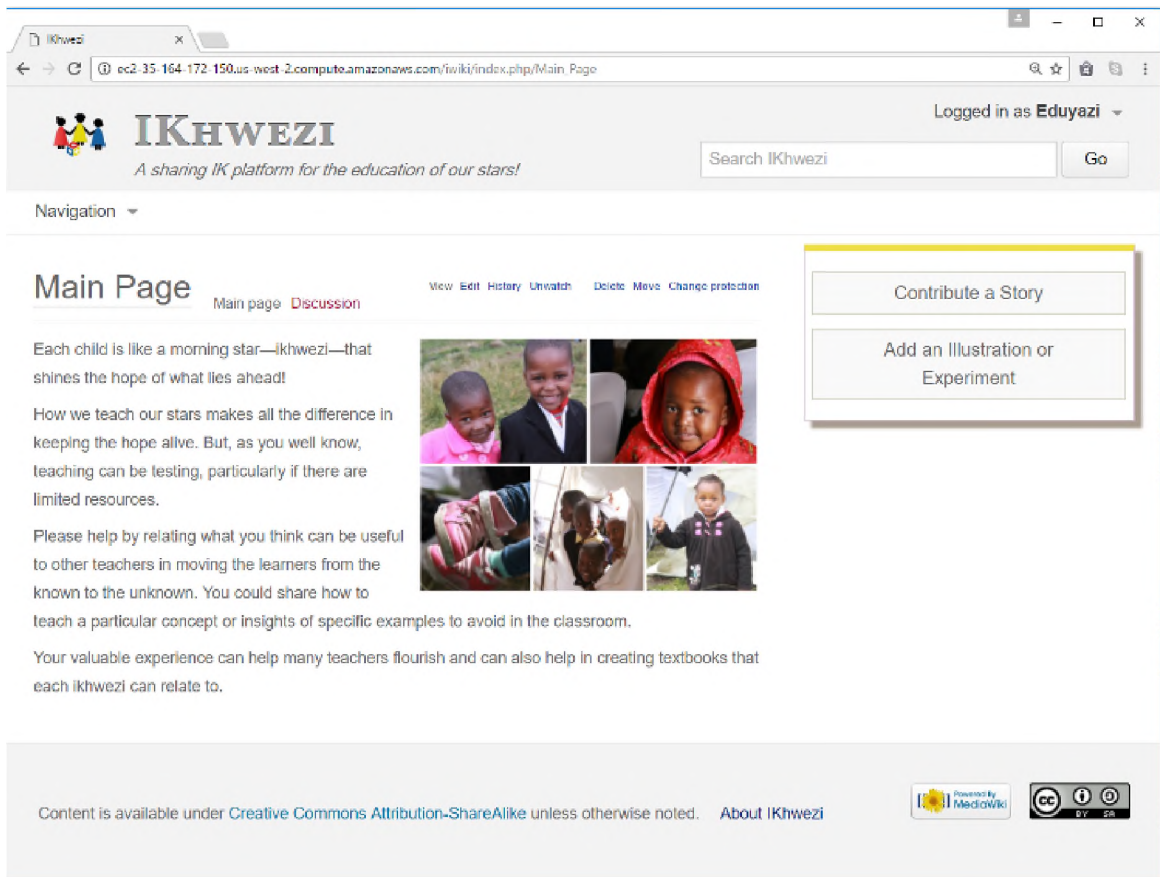 IKhwezi
ec2-35-164-172-150.us-west-2.compute.amazonaws.com/iwiki/index.php/Main_Page
Logged in as Eduyazi
IKHWEZI
A sharing IK platform for the education of our stars!
Search IKhwezi
Go
Navigation
Main Page
Main page Discussion
View Edit History Unwatch Delete Move Change protection
Contribute a Story
Add an Illustration or
Experiment
Each child is like a morning star—ikhwezi—that
shines the hope of what lies ahead!
How we teach our stars makes all the difference in
keeping the hope alive. But, as you well know,
teaching can be testing, particularly if there are
limited resources.
Please help by relating what you think can be useful
to other teachers in moving the learners from the
known to the unknown. You could share how to
teach a particular concept or insights of specific examples to avoid in the classroom.
Your valuable experience can help many teachers flourish and can also help in creating textbooks that
each ikhwezi can relate to.
Content is available under Creative Commons Attribution-ShareAlike unless otherwise noted. About IKhwezi
Powered By
MediaWiki
cc
BY SA